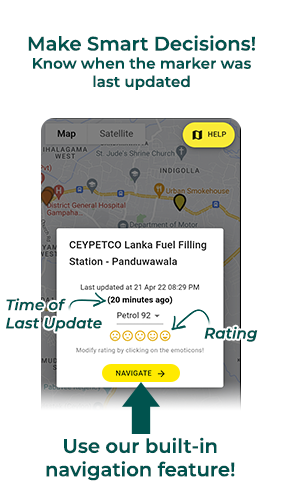 Make Smart Decisions!
Know when the marker was
last updated
Map
Satellite
HELP
IHALAGAMA
WEST
St. Jude's Shrine Church
INDIGOLLA
District General Hospital
Gampaha...
Urban Smokehouse
Department of Motor
CEYPETCO Lanka Fuel Filling
Station - Panduwawala
Last updated at 21 Apr 22 08:29 PM
(20 minutes ago)
Time of
Last Update
Petrol 92
Rating
Modify rating by clicking on the emoticons!
NAVIGATE
Use our built-in
navigation feature!